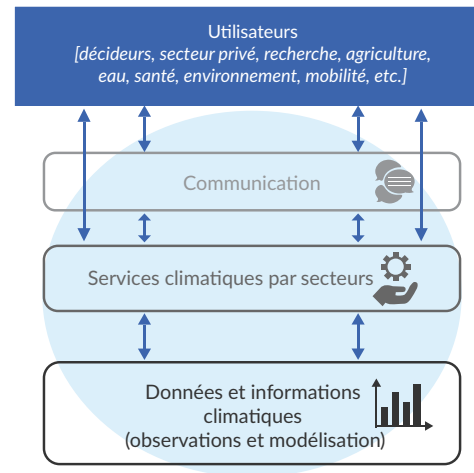 Utilisateurs
[décideurs, secteur privé, recherche, agriculture,
eau, santé, environnement, mobilité, etc.]
Communication
Services climatiques par secteurs
Données et informations
climatiques
(observations et modélisation)